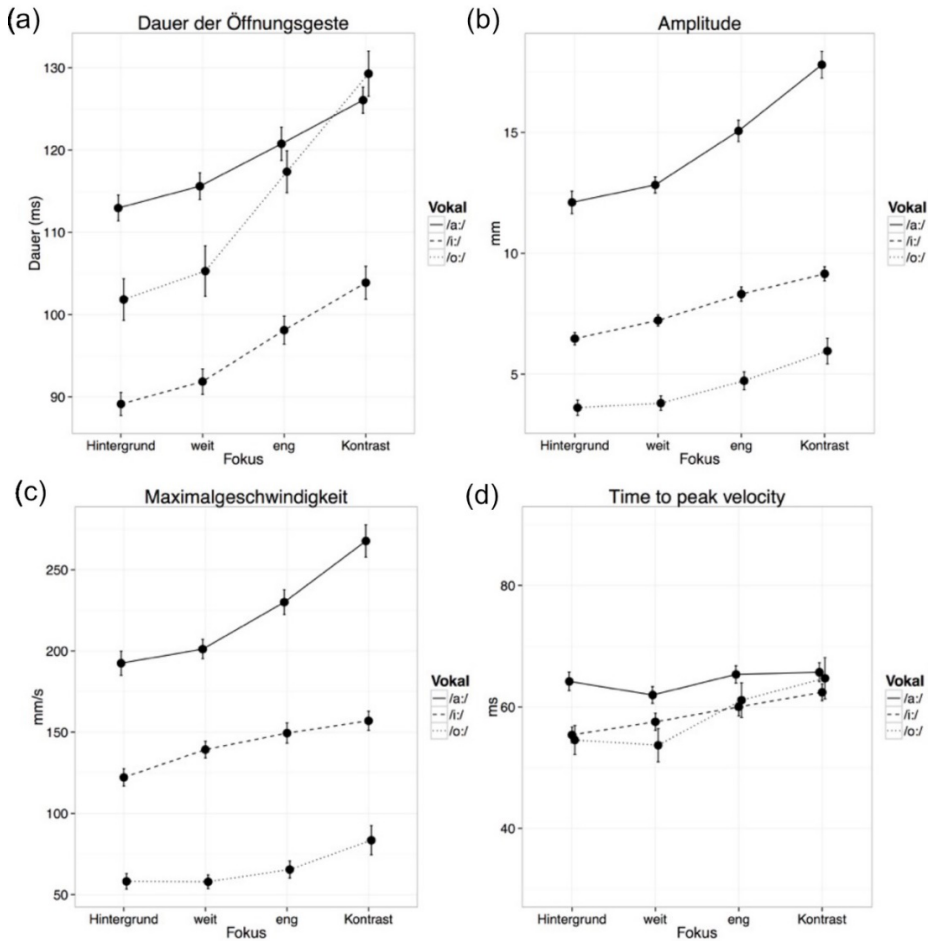 (a)
Dauer der Öffnungsgeste
130
120
110
100
90
Dauer (ms)
Hintergrund weit eng Kontrast
Fokus
Vokal
/a:/
/i:/
/o:/
(b)
Amplitude
15
10
5
mm
Hintergrund weit eng Kontrast
Fokus
Vokal
/a:/
/i:/
/o:/
(c)
Maximalgeschwindigkeit
250
200
150
100
50
mm/s
Hintergrund weit eng Kontrast
Fokus
Vokal
/a:/
/i:/
/o:/
(d)
Time to peak velocity
80
60
40
ms
Hintergrund weit eng Kontrast
Fokus
Vokal
/a:/
/i:/
/o:/